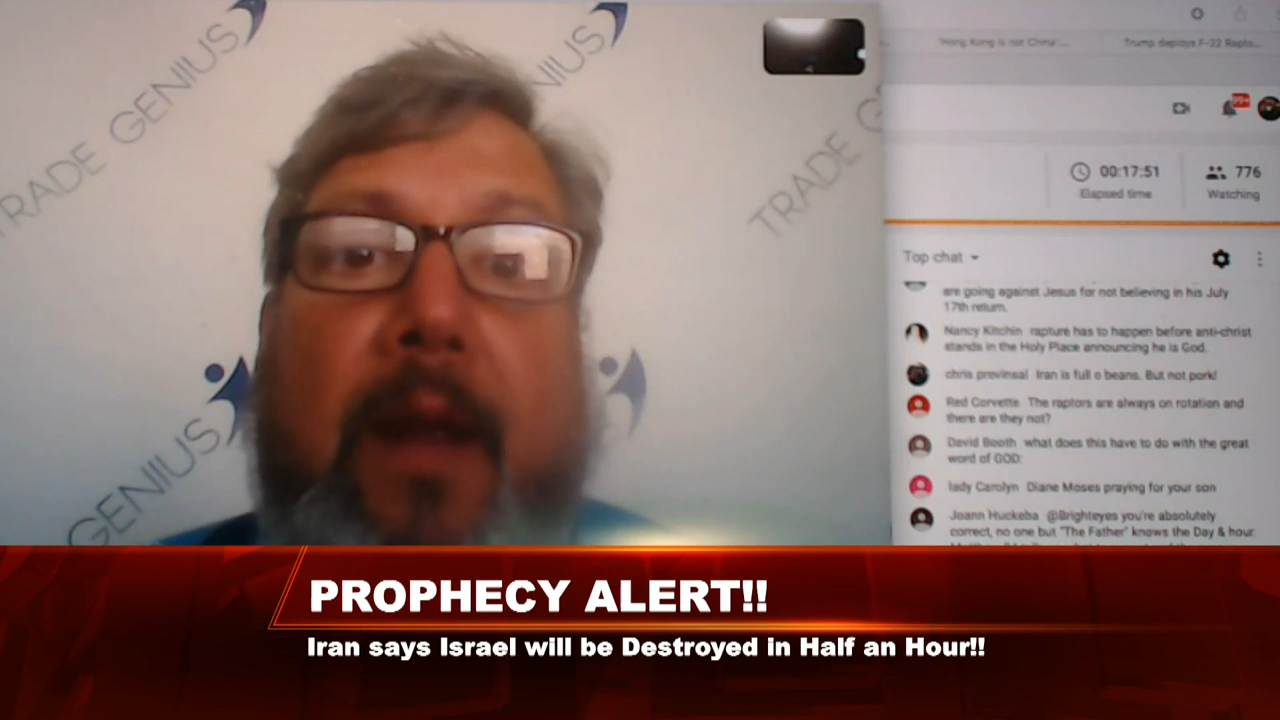 TRADE GENIUS
GENIUS
TRADE GE
GENIUS
"Hong Kong is not China"...
Trump deploys F-22 Rapto...
99+
00:17:51
776
Elapsed time
Watching
Top chat
are going against Jesus for not believing in his July
17th return.
Nancy Kitchin rapture has to happen before anti-christ
stands in the Holy Place announcing he is God.
chris provinsal Iran is full o beans. But not pork!
Red Corvette The raptors are always on rotation and
there are they not?
David Booth what does this have to do with the great
word of GOD:
lady Carolyn Diane Moses praying for your son
Joann Huckeba @Brighteyes you're absolutely
correct, no one but "The Father" knows the Day & hour.
PROPHECY ALERT!!
Iran says Israel will be Destroyed in Half an Hour!!